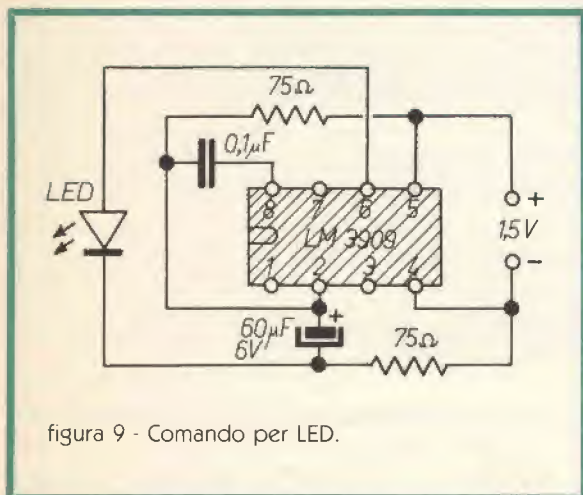 75Ω
0,1μF
LED
8 7 6 5
LM 3909
1 2 3 4
+
1,5V
-
+
60μF
6V
75Ω
figura 9 - Comando per LED.